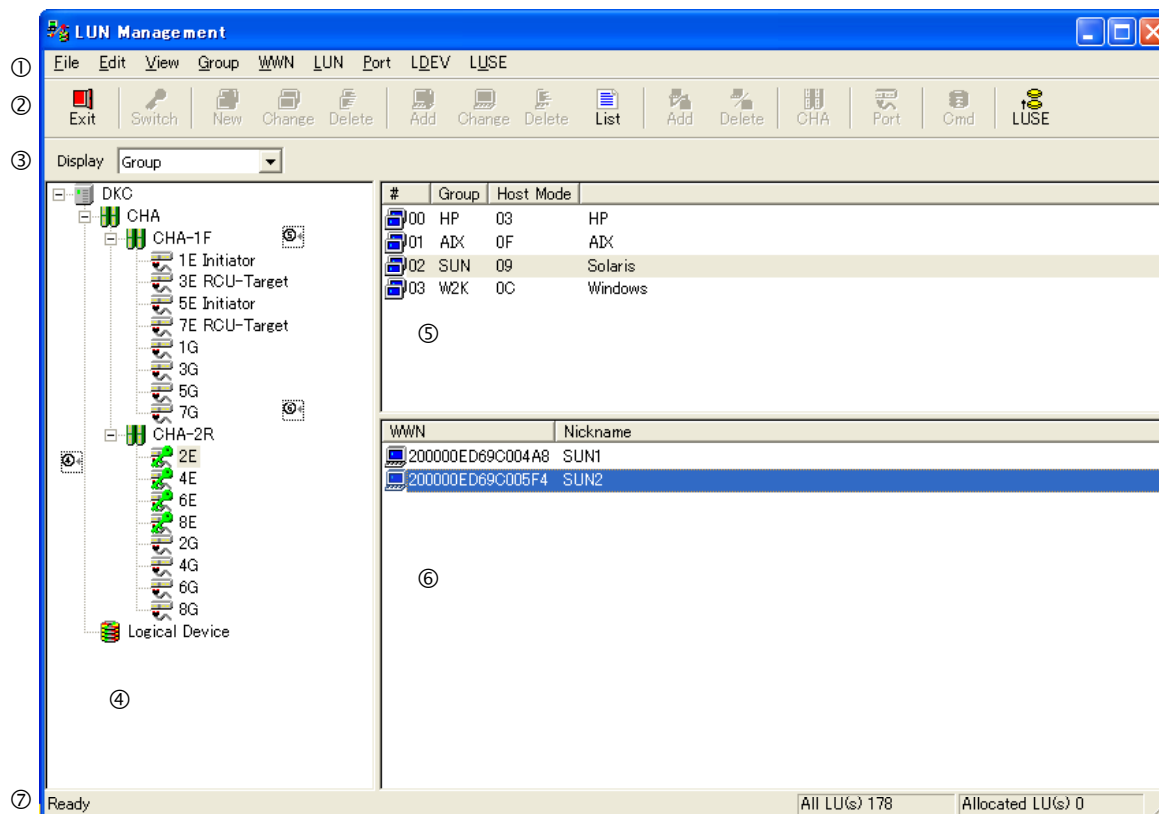 LUN Management
① File Edit View Group WWN LUN Port LDEV LUSE
② Exit Switch New Change Delete Add Change Delete List Add Delete CHA Port Cmd LUSE
③ Display Group
DKC
CHA
CHA-1F ⑤
1E Initiator
3E RCU-Target
5E Initiator
7E RCU-Target
1G
3G
5G
7G ⑥
CHA-2R
④ 2E
4E
6E
8E
2G
4G
6G
8G
Logical Device
④
# Group Host Mode
00 HP 03 HP
01 AIX 0F AIX
02 SUN 09 Solaris
03 W2K 0C Windows
⑤
WWN Nickname
200000ED69C004A8 SUN1
200000ED69C005F4 SUN2
⑥
⑦ Ready All LU(s) 178 Allocated LU(s) 0